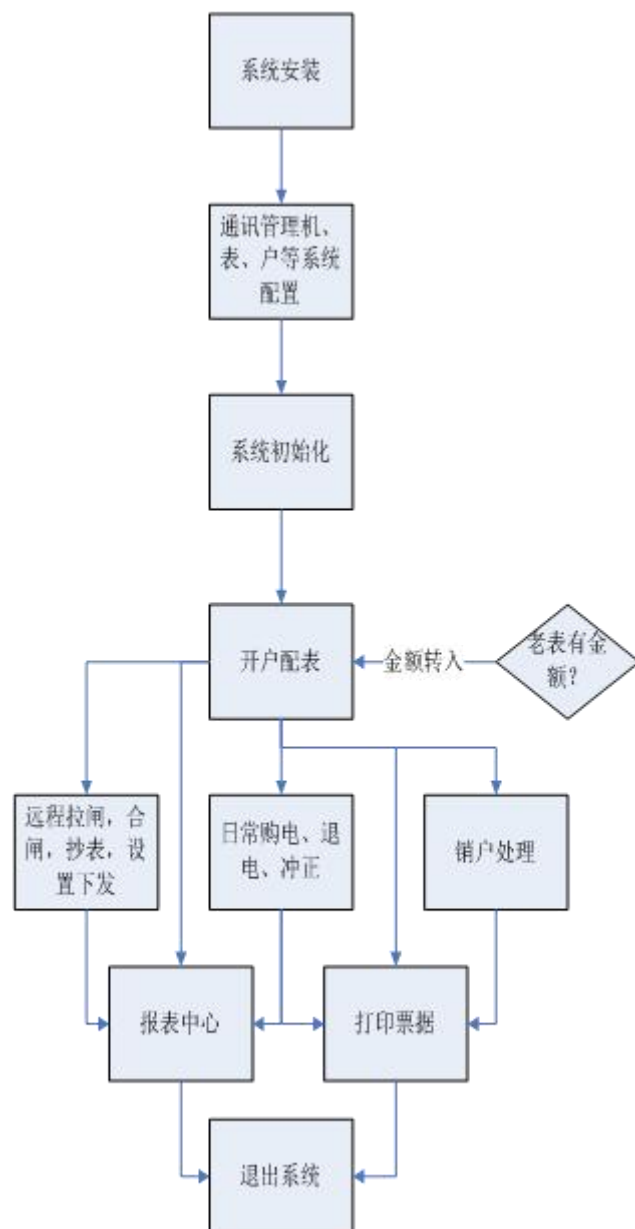 系统安装
通讯管理机、
表、户等系统
配置
系统初始化
开户配表
金额转入
老表有金
额？
远程拉闸，合
闸，抄表，设
置下发
日常购电、退
电、冲正
销户处理
报表中心
打印票据
退出系统